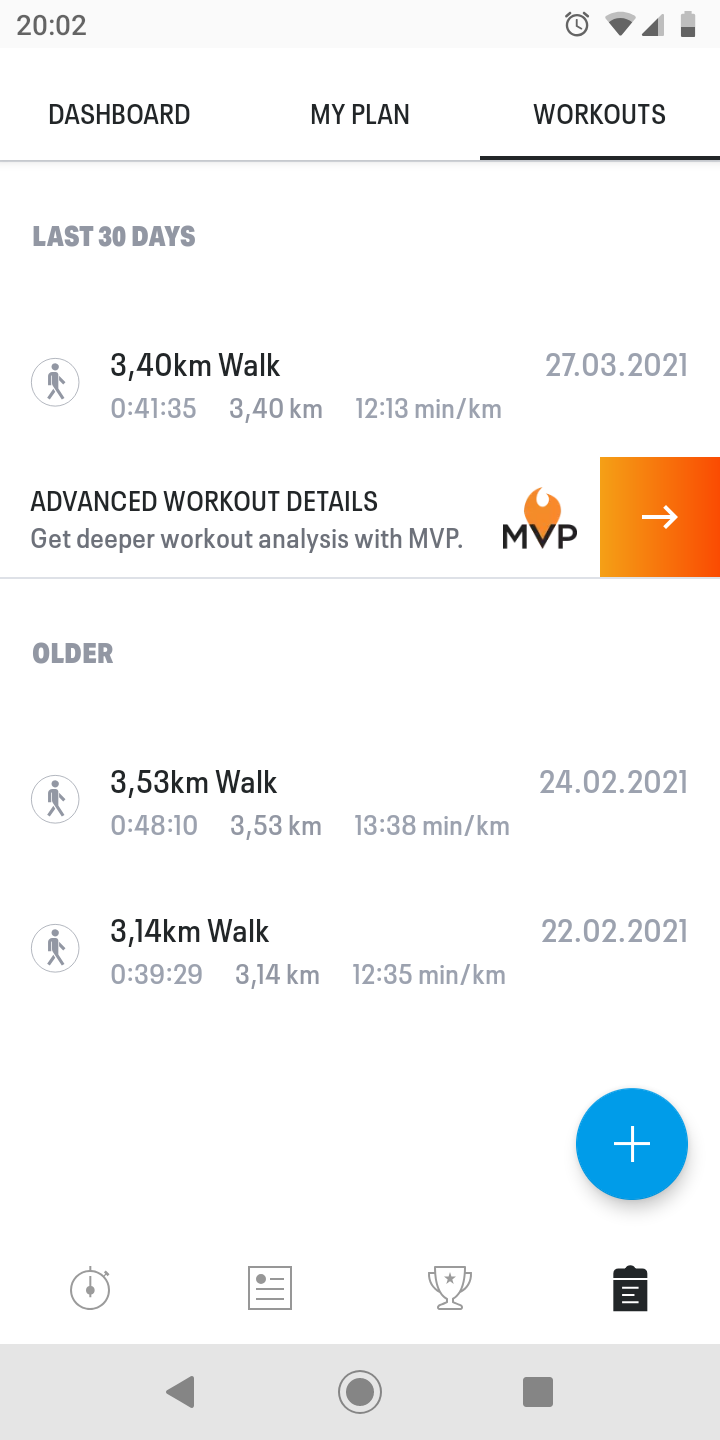 20:02
DASHBOARD MY PLAN WORKOUTS
LAST 30 DAYS
3,40km Walk 27.03.2021
0:41:35 3,40 km 12:13 min/km
ADVANCED WORKOUT DETAILS
Get deeper workout analysis with MVP.
MVP
OLDER
3,53km Walk 24.02.2021
0:48:10 3,53 km 13:38 min/km
3,14km Walk 22.02.2021
0:39:29 3,14 km 12:35 min/km